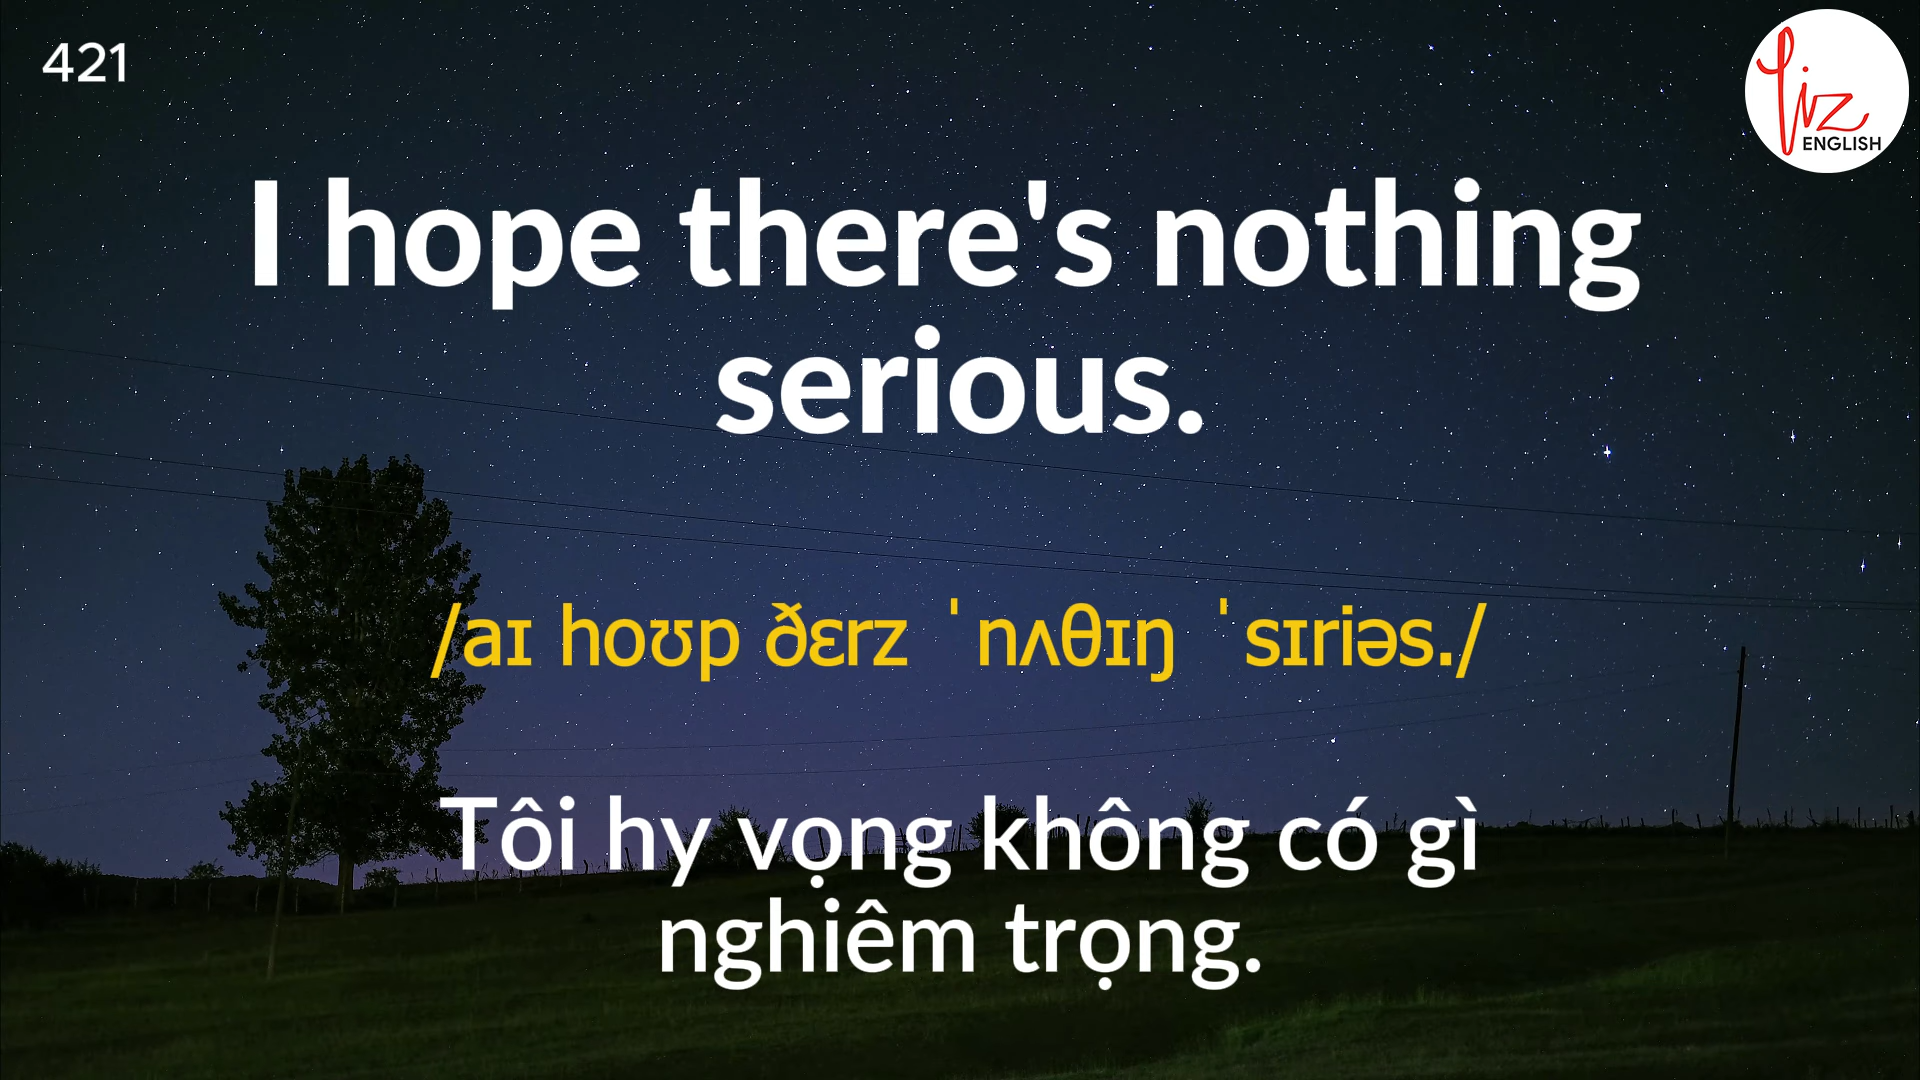 421
Liz
ENGLISH
I hope there's nothing
serious.
/aɪ hoʊp ðɛrz ˈnʌθɪŋ ˈsɪriəs./
Tôi hy vọng không có gì
nghiêm trọng.